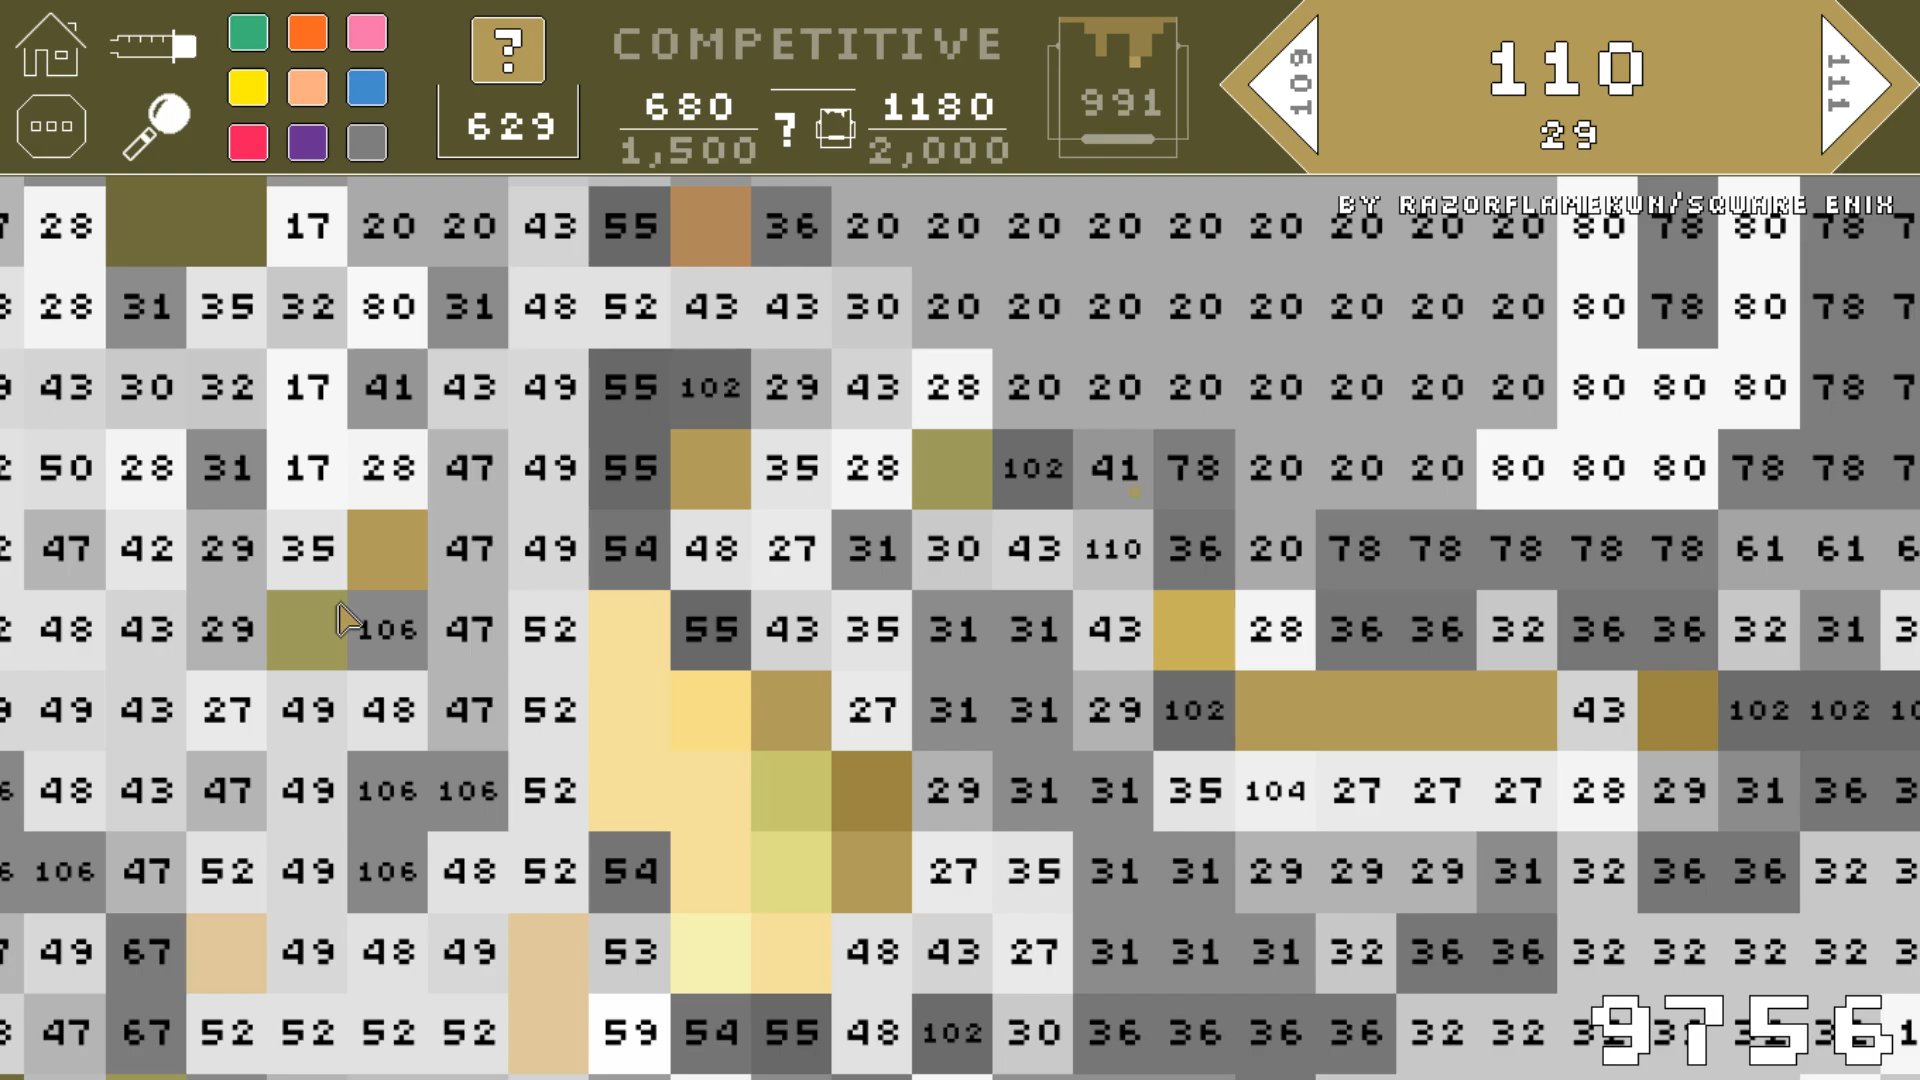 COMPETITIVE
109
110
111
29
?
629
680
1,500
?
1180
2,000
991
BY RAZORFLAMEKUN/SQUARE ENIX
28 17 20 20 43 55 36 20 20 20 20 20 20 20 20 20 80 78 80 78
28 31 35 32 80 31 48 52 43 43 30 20 20 20 20 20 20 20 20 80 78 80 78
43 30 32 17 41 43 49 55 102 29 43 28 20 20 20 20 20 20 20 80 80 80 78
50 28 31 17 28 47 49 55 35 28 102 41 78 20 20 20 80 80 80 78 78
47 42 29 35 47 49 54 48 27 31 30 43 110 36 20 78 78 78 78 78 61 61
48 43 29 106 47 52 55 43 35 31 31 43 28 36 36 32 36 36 32 31
49 43 27 49 48 47 52 27 31 31 29 102 43 102 102
48 43 47 49 106 106 52 29 31 31 35 104 27 27 27 28 29 31 36
106 47 52 49 106 48 52 54 27 35 31 31 29 29 29 31 32 36 36 32
49 67 49 48 49 53 48 43 27 31 31 31 32 36 36 32 32 32 32
47 67 52 52 52 52 59 54 55 48 102 30 36 36 36 36 32 32
9756